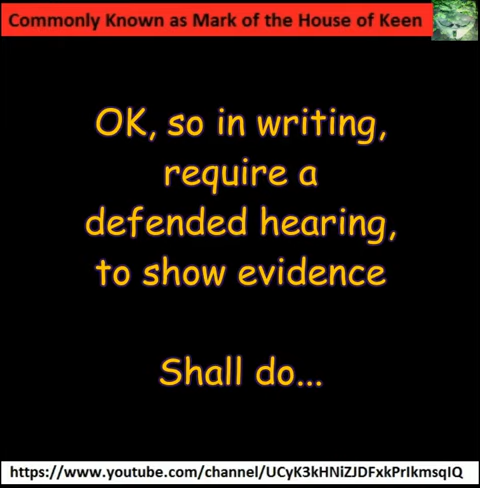 Commonly Known as Mark of the House of Keen
OK, so in writing,
require a
defended hearing,
to show evidence
Shall do...
https://www.youtube.com/channel/UCyK3kHNiZJDFxkPrIkmsqIQ